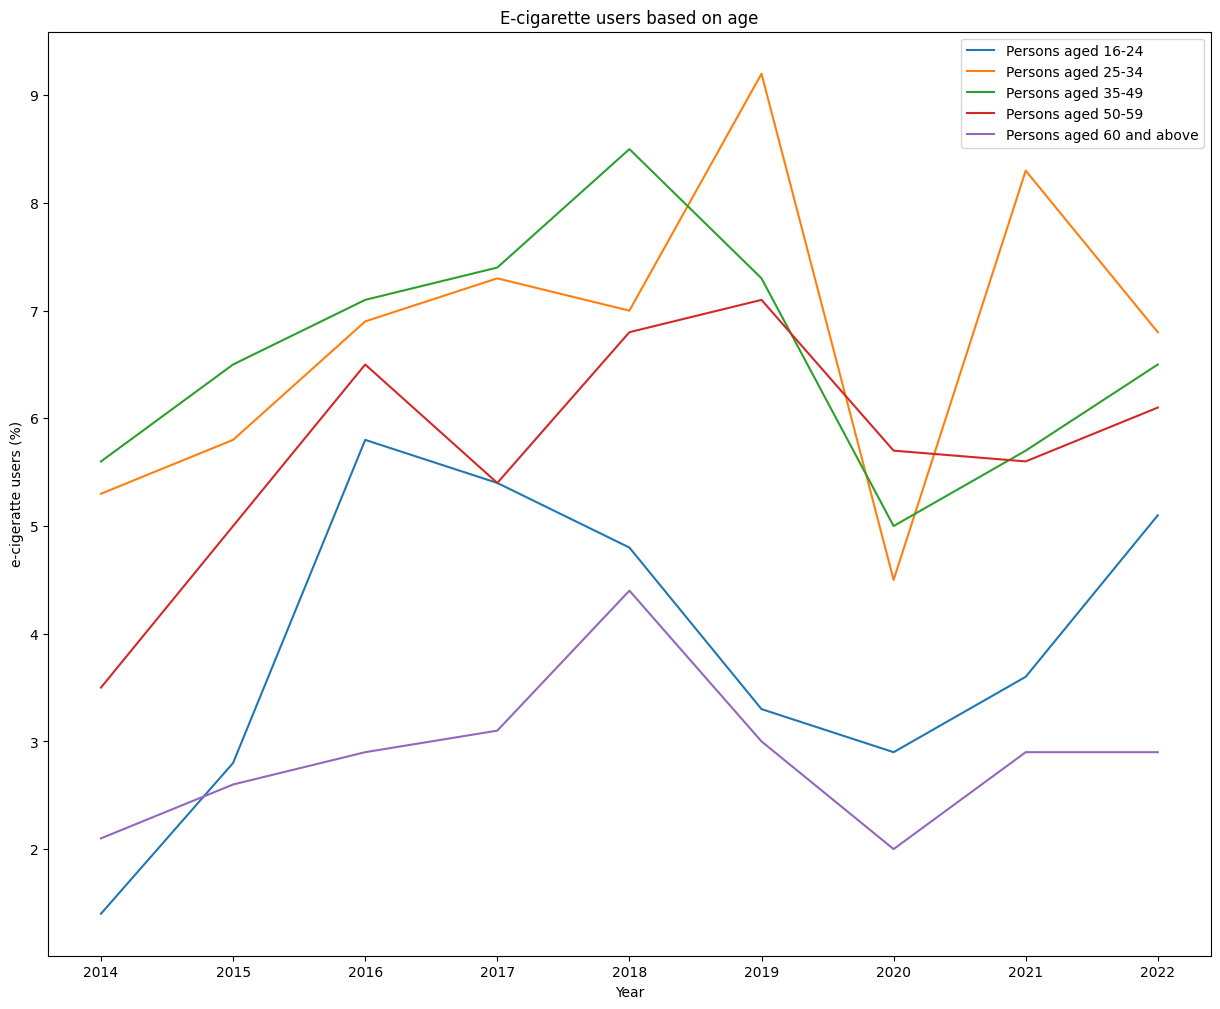 E-cigarette users based on age
Persons aged 16-24
Persons aged 25-34
Persons aged 35-49
Persons aged 50-59
Persons aged 60 and above
e-cigeratte users (%)
9
8
7
6
5
4
3
2
2014 2015 2016 2017 2018 2019 2020 2021 2022
Year